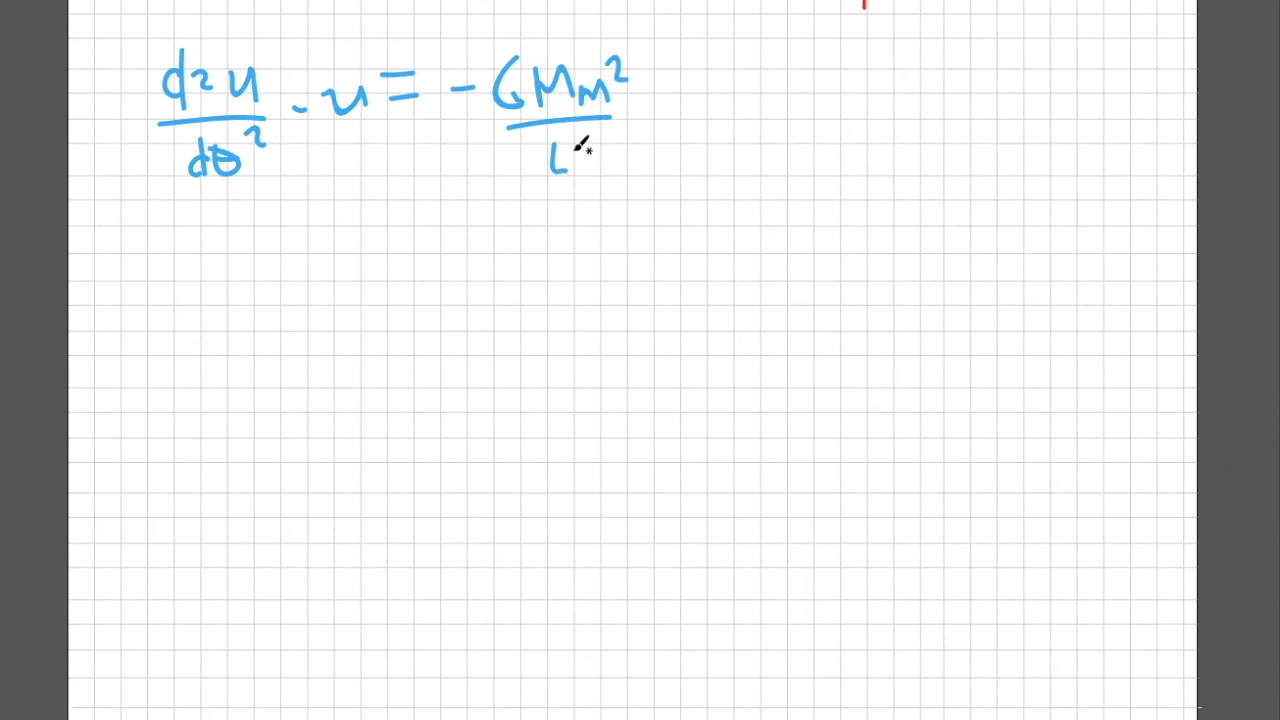 d²u/dθ² - u = - GMm²/L